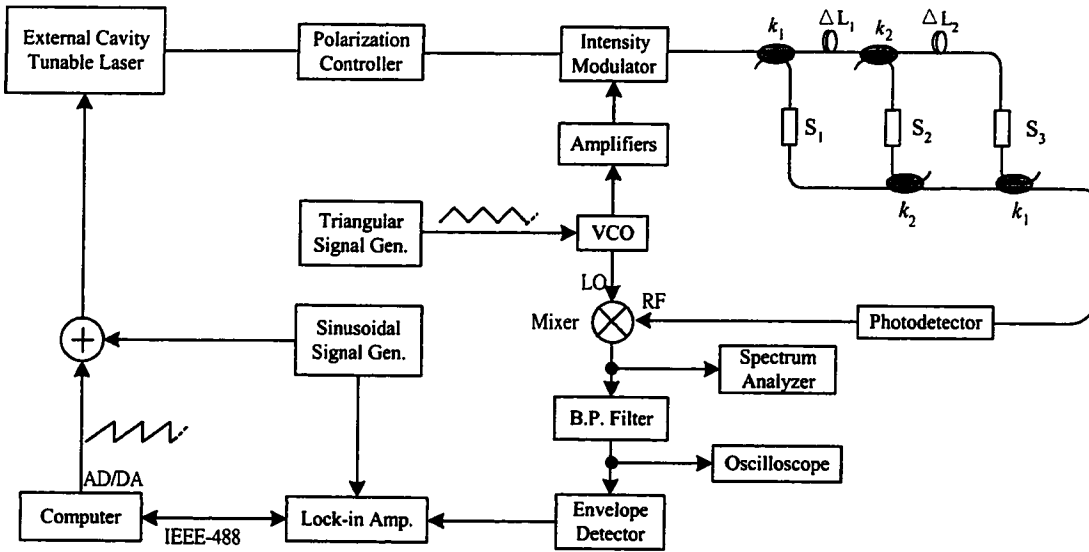 External Cavity
Tunable Laser
Polarization
Controller
Intensity
Modulator
k₁
ΔL₁
k₂
ΔL₂
S₁
S₂
S₃
k₂
k₁
Amplifiers
Triangular
Signal Gen.
VCO
LO
RF
Mixer
Photodetector
Sinusoidal
Signal Gen.
Spectrum
Analyzer
B.P. Filter
Oscilloscope
AD/DA
Computer
IEEE-488
Lock-in Amp.
Envelope
Detector